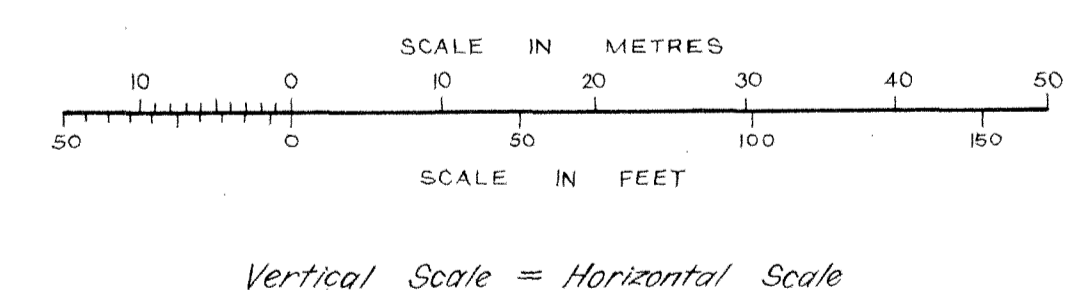 SCALE IN METRES
10 0 10 20 30 40 50
50 0 50 100 150
SCALE IN FEET
Vertical Scale = Horizontal Scale